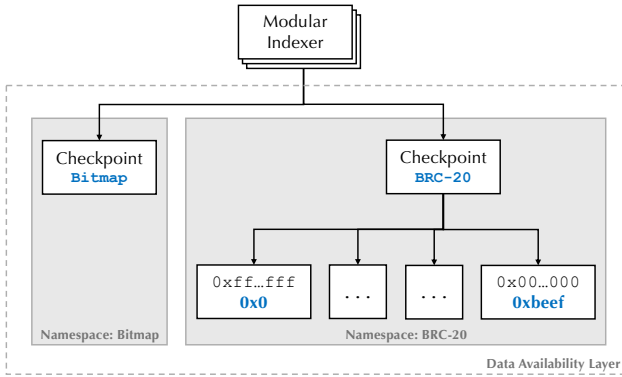 Modular
Indexer
Checkpoint
Bitmap
Checkpoint
BRC-20
0xff…fff
0x0
...
...
0x00…000
0xbeef
Namespace: Bitmap
Namespace: BRC-20
Data Availability Layer